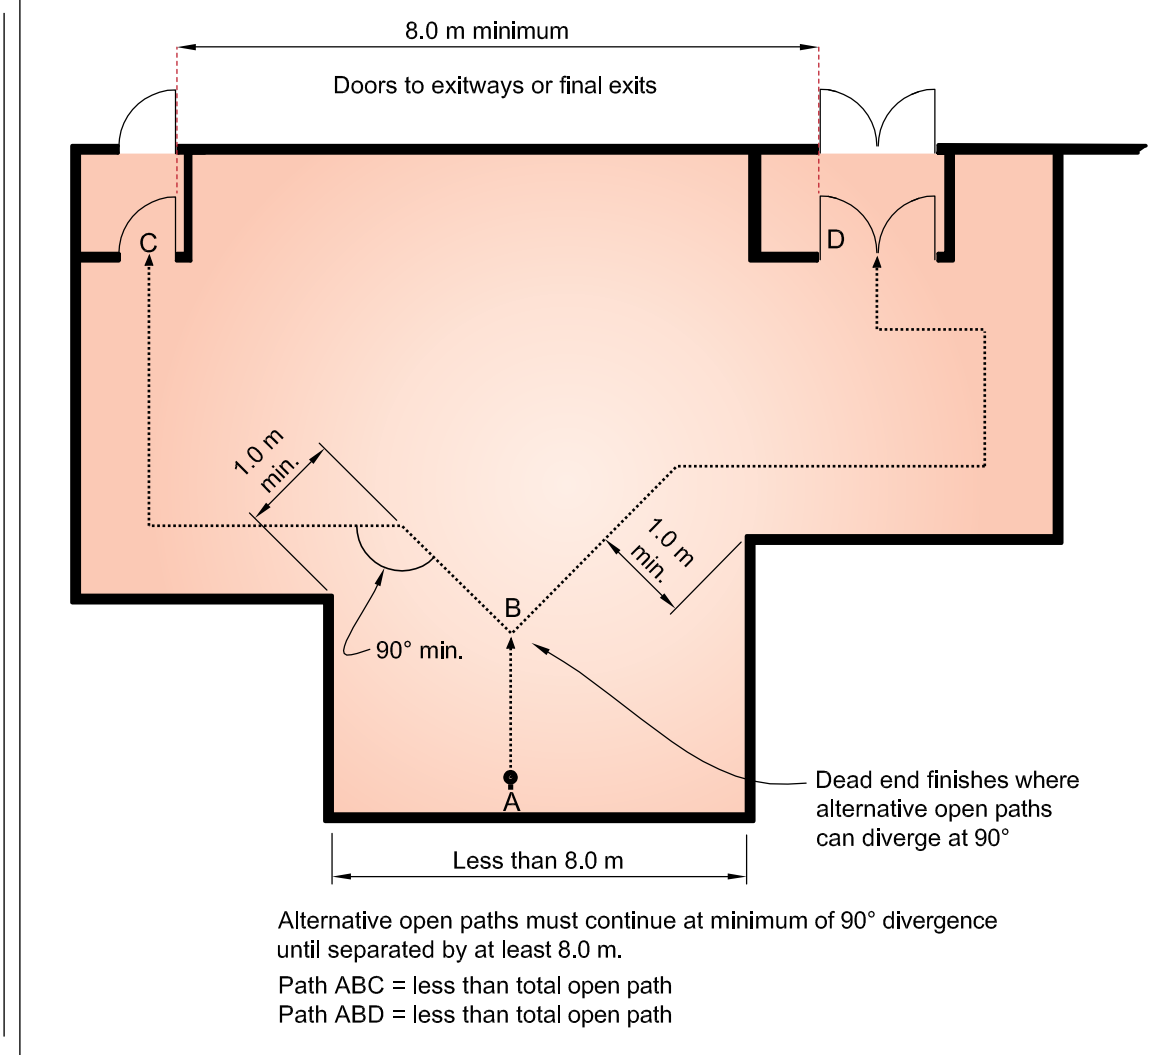 8.0 m minimum
Doors to exitways or final exits
C
D
1.0 m
min.
1.0 m
min.
B
90° min.
A
Dead end finishes where
alternative open paths
can diverge at 90°
Less than 8.0 m
Alternative open paths must continue at minimum of 90° divergence
until separated by at least 8.0 m.
Path ABC = less than total open path
Path ABD = less than total open path